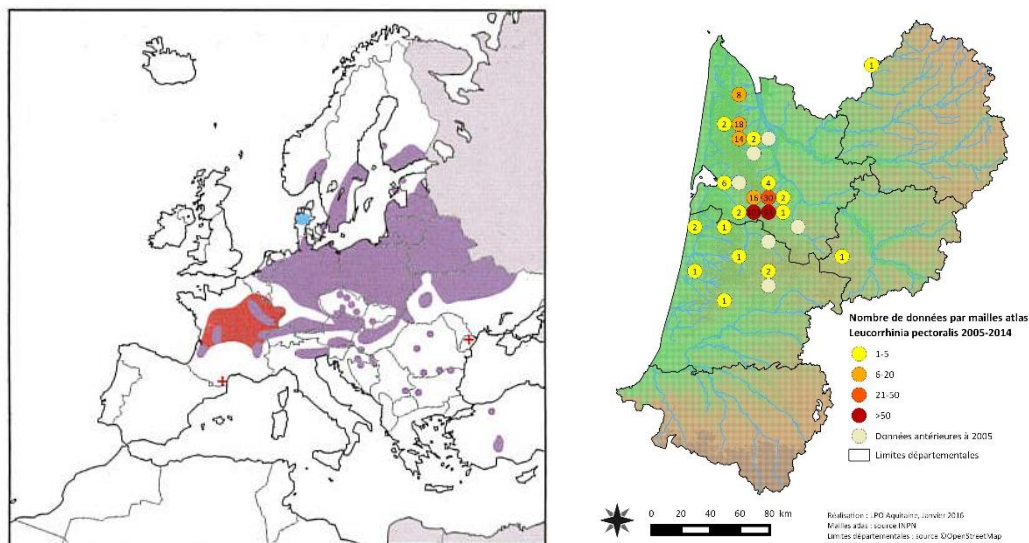 1
8
2 18
14 2
6 4
16 30 2
2 1
2 1
1 1
1 2
1
Nombre de données par mailles atlas
Leucorrhinia pectoralis 2005-2014
1-5
6-20
21-50
>50
Données antérieures à 2005
Limites départementales
0 20 40 60 80 km
Réalisation : LPO Aquitaine, Janvier 2016
Mailles atlas : source INPN
Limites départementales : source ©OpenStreetMap